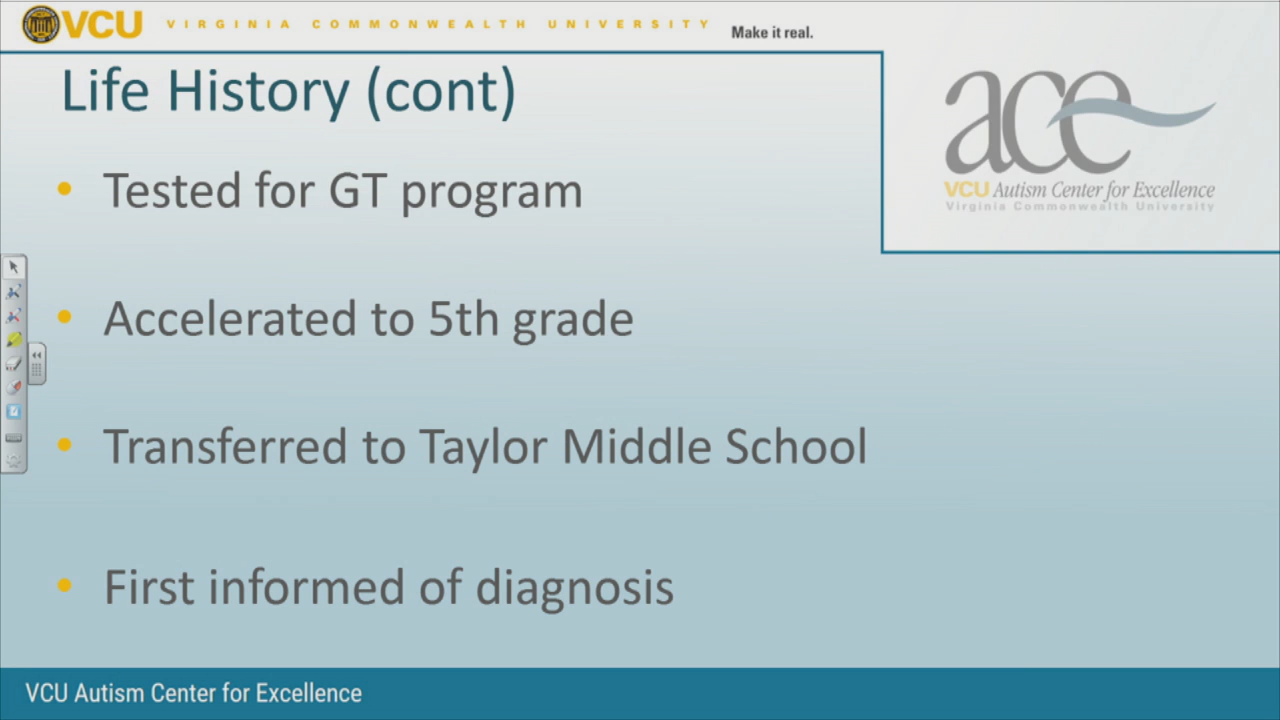 VCU VIRGINIA COMMONWEALTH UNIVERSITY Make it real.
Life History (cont)
ace
VCU Autism Center for Excellence
Virginia Commonwealth University
• Tested for GT program
• Accelerated to 5th grade
• Transferred to Taylor Middle School
• First informed of diagnosis
VCU Autism Center for Excellence